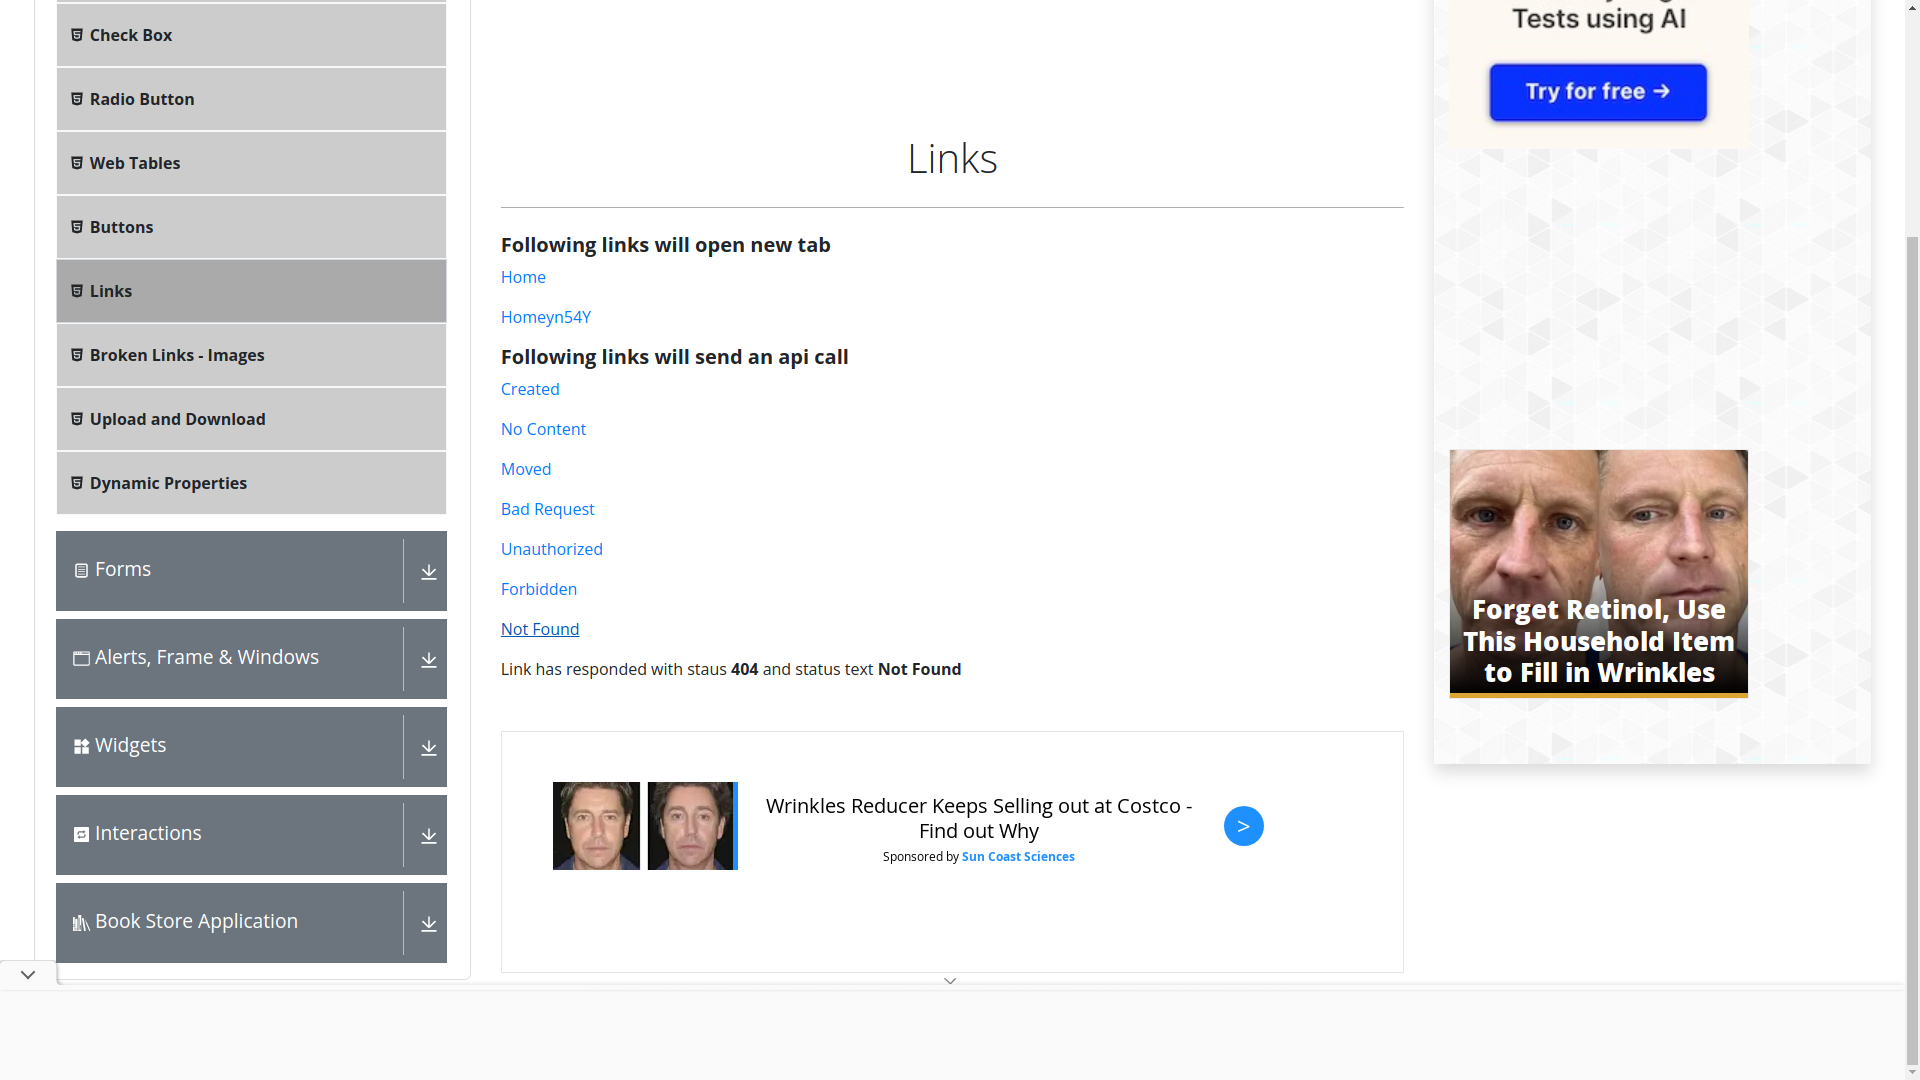 Check Box
Radio Button
Web Tables
Buttons
Links
Broken Links - Images
Upload and Download
Dynamic Properties
Forms
Alerts, Frame & Windows
Widgets
Interactions
Book Store Application
Links
Following links will open new tab
Home
Homeyn54Y
Following links will send an api call
Created
No Content
Moved
Bad Request
Unauthorized
Forbidden
Not Found
Link has responded with staus 404 and status text Not Found
Wrinkles Reducer Keeps Selling out at Costco -
Find out Why
Sponsored by Sun Coast Sciences
>
Tests using AI
Try for free →
Forget Retinol, Use
This Household Item
to Fill in Wrinkles